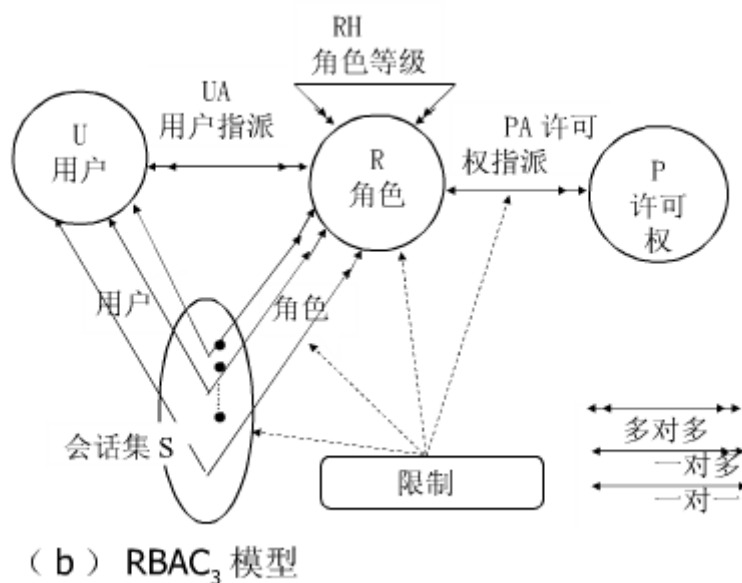 RH
角色等级
UA
用户指派
U
用户
R
角色
PA 许可
权指派
P
许可
权
用户
角色
会话集 S
限制
多对多
一对多
一对一
（b） RBAC₃ 模型